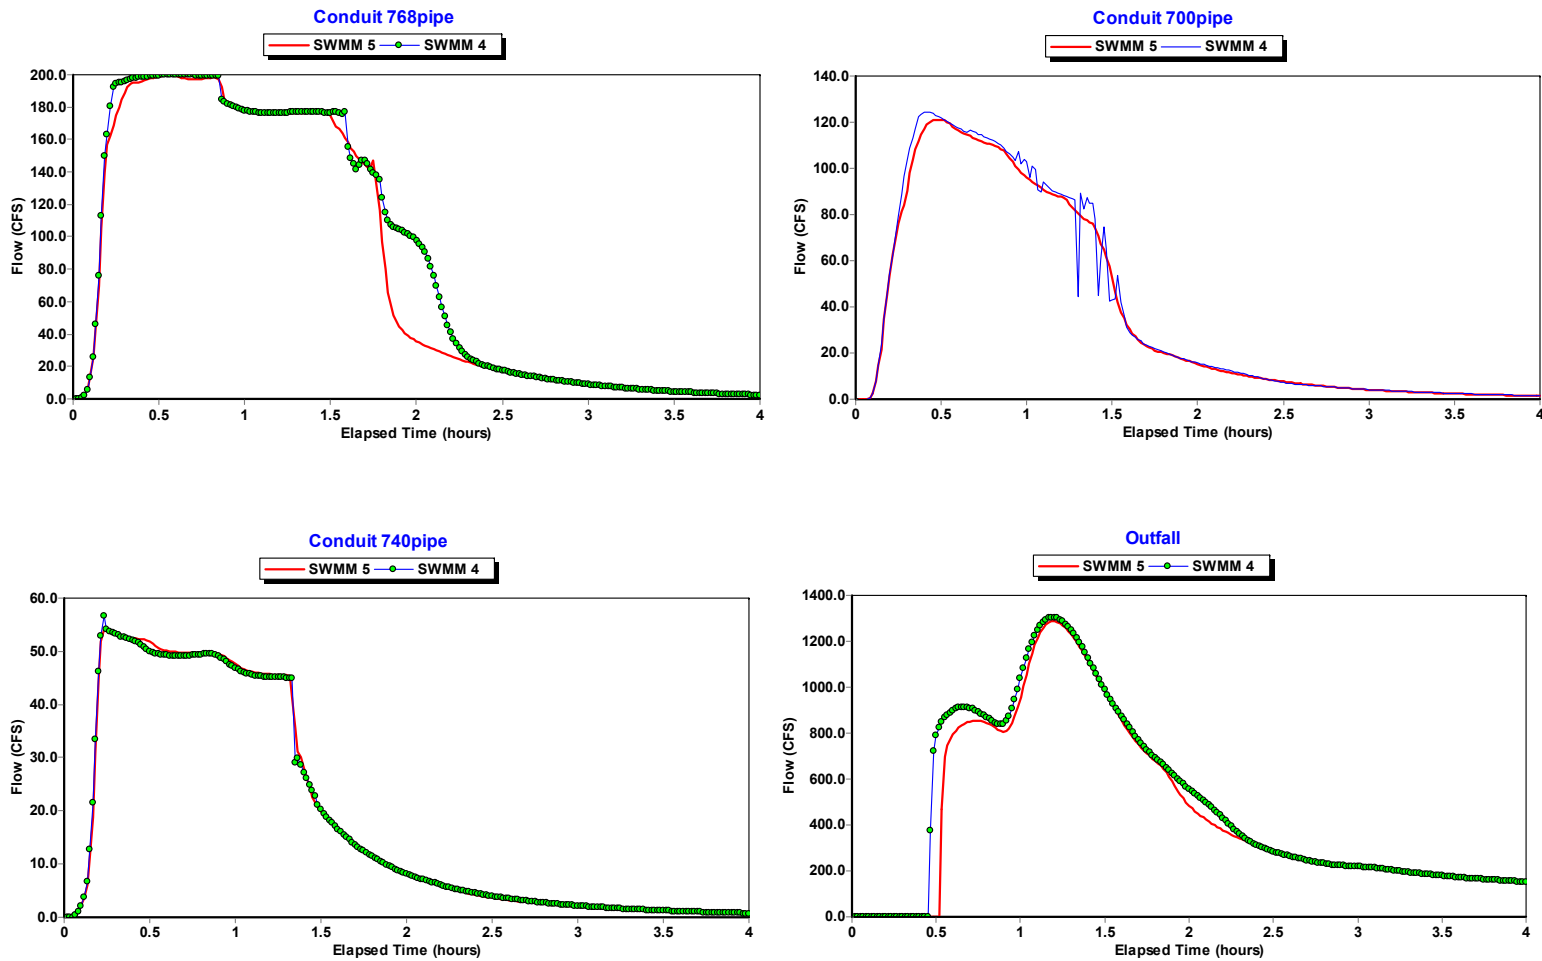 Conduit 768pipe
SWMM 5 SWMM 4
200.0
180.0
160.0
140.0
120.0
100.0
80.0
60.0
40.0
20.0
0.0
Flow (CFS)
0 0.5 1 1.5 2 2.5 3 3.5 4
Elapsed Time (hours)
Conduit 700pipe
SWMM 5 SWMM 4
140.0
120.0
100.0
80.0
60.0
40.0
20.0
0.0
Flow (CFS)
0 0.5 1 1.5 2 2.5 3 3.5 4
Elapsed Time (hours)
Conduit 740pipe
SWMM 5 SWMM 4
60.0
50.0
40.0
30.0
20.0
10.0
0.0
Flow (CFS)
0 0.5 1 1.5 2 2.5 3 3.5 4
Elapsed Time (hours)
Outfall
SWMM 5 SWMM 4
1400.0
1200.0
1000.0
800.0
600.0
400.0
200.0
0.0
Flow (CFS)
0 0.5 1 1.5 2 2.5 3 3.5 4
Elapsed Time (hours)